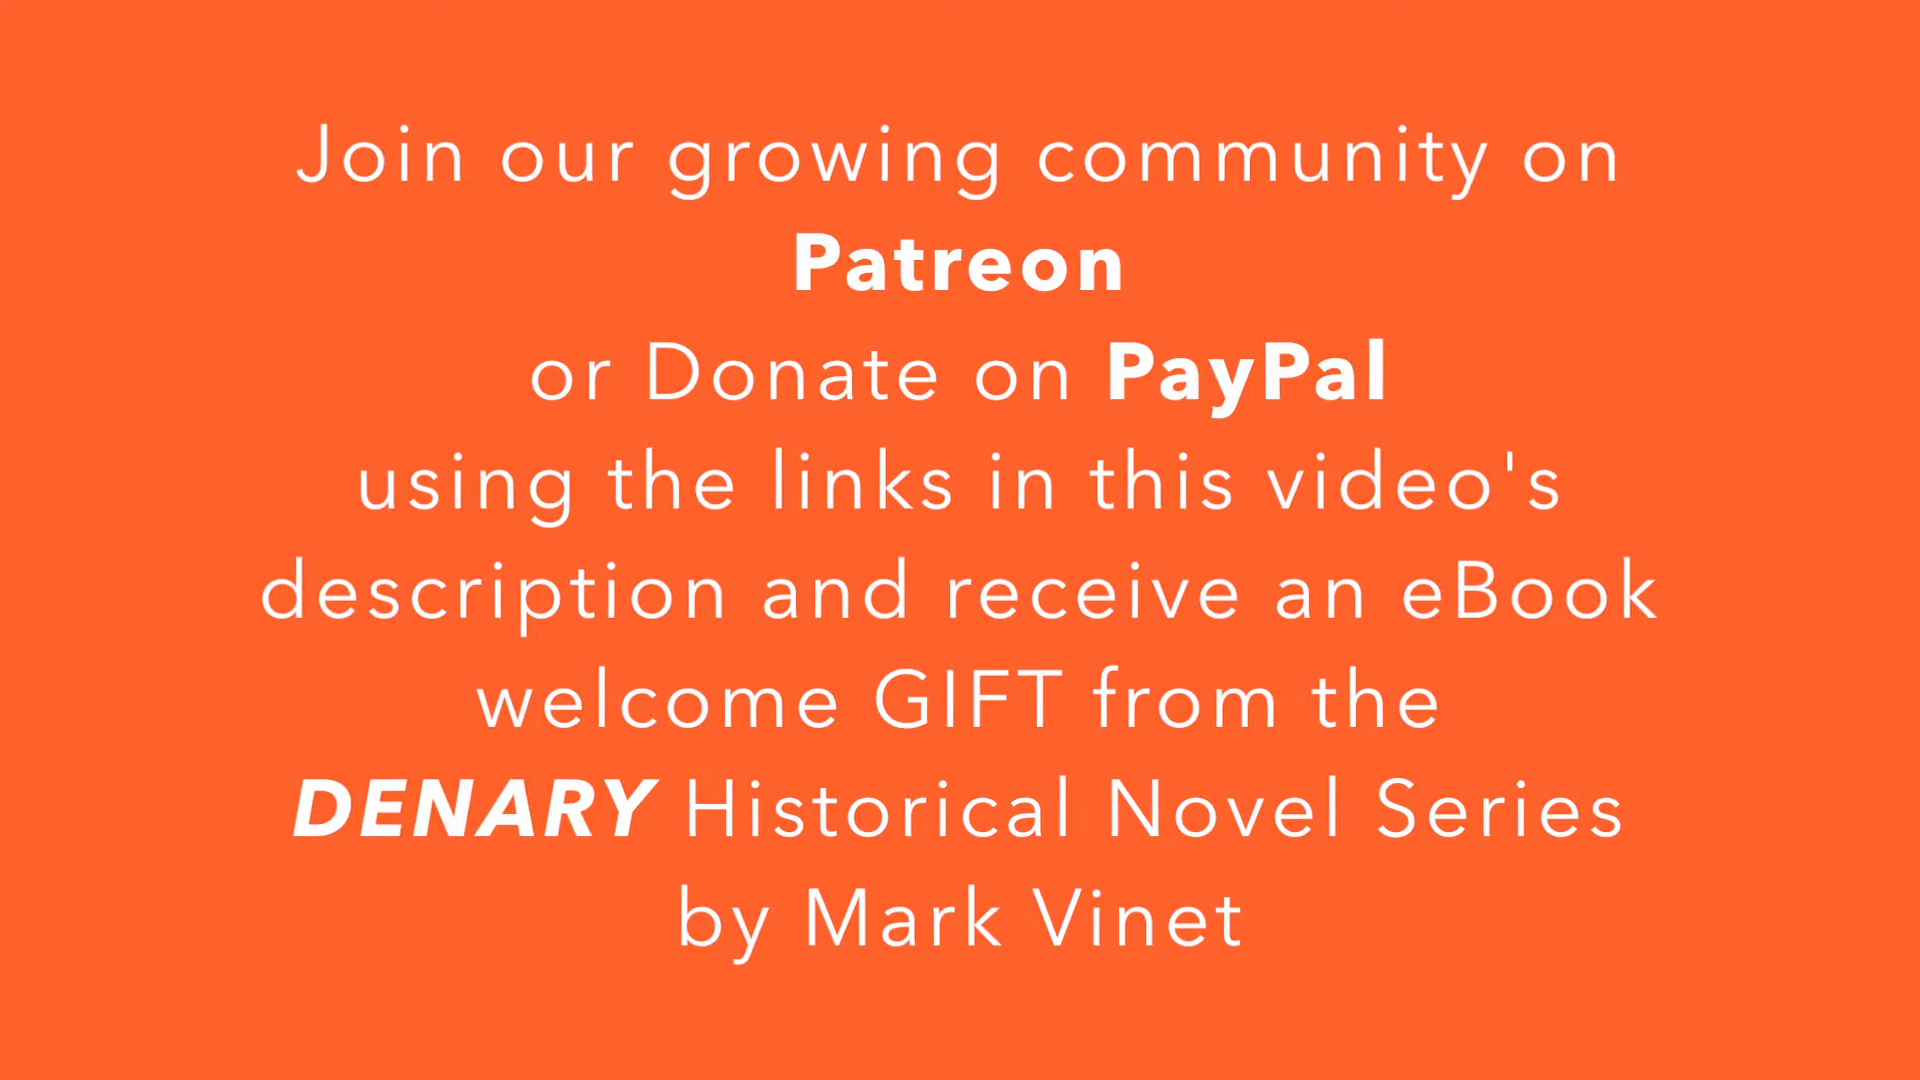 Join our growing community on
Patreon
or Donate on PayPal
using the links in this video's
description and receive an eBook
welcome GIFT from the
DENARY Historical Novel Series
by Mark Vinet